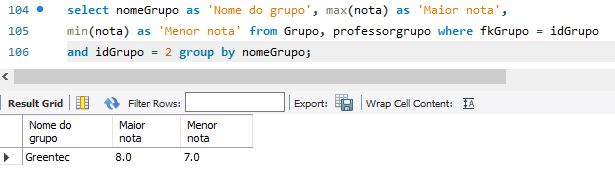 104 select nomeGrupo as 'Nome do grupo', max(nota) as 'Maior nota',
105 min(nota) as 'Menor nota' from Grupo, professorgrupo where fkGrupo = idGrupo
106 and idGrupo = 2 group by nomeGrupo;
Result Grid Filter Rows: Export: Wrap Cell Content:
Nome do Maior Menor
grupo nota nota
Greentec 8.0 7.0